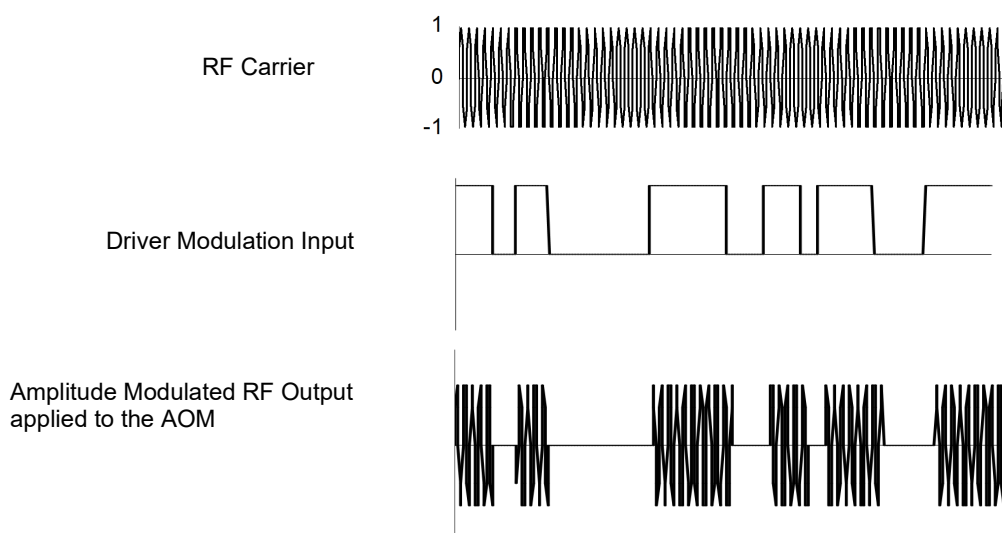 1
RF Carrier
0
-1
Driver Modulation Input
Amplitude Modulated RF Output
applied to the AOM